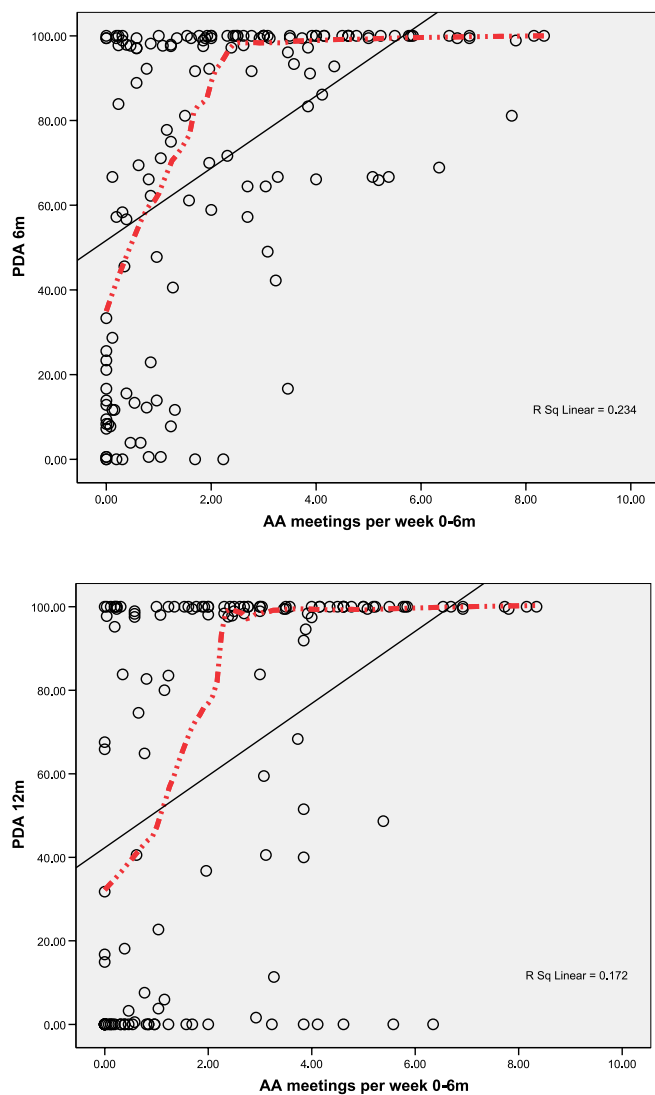 100.00
80.00
60.00
40.00
20.00
0.00
PDA 6m
R Sq Linear = 0.234
0.00 2.00 4.00 6.00 8.00 10.00
AA meetings per week 0-6m
100.00
80.00
60.00
40.00
20.00
0.00
PDA 12m
R Sq Linear = 0.172
0.00 2.00 4.00 6.00 8.00 10.00
AA meetings per week 0-6m